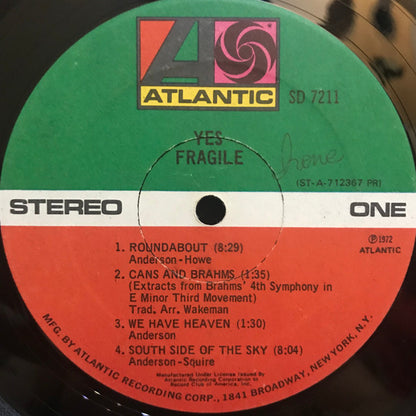 ATLANTIC
SD 7211
YES
FRAGILE
(ST-A-712367 PR)
STEREO
ONE
℗1972
ATLANTIC
1. ROUNDABOUT (8:29)
Anderson-Howe
2. CANS AND BRAHMS (1:35)
(Extracts from Brahms' 4th Symphony in
E Minor Third Movement)
Trad. Arr. Wakeman
3. WE HAVE HEAVEN (1:30)
Anderson
4. SOUTH SIDE OF THE SKY (8:04)
Anderson-Squire
Manufactured Under License Issued by
Atlantic Recording Corporation to
Record Club of America, Inc.
MFG. BY ATLANTIC RECORDING CORP., 1841 BROADWAY, NEW YORK, N.Y.